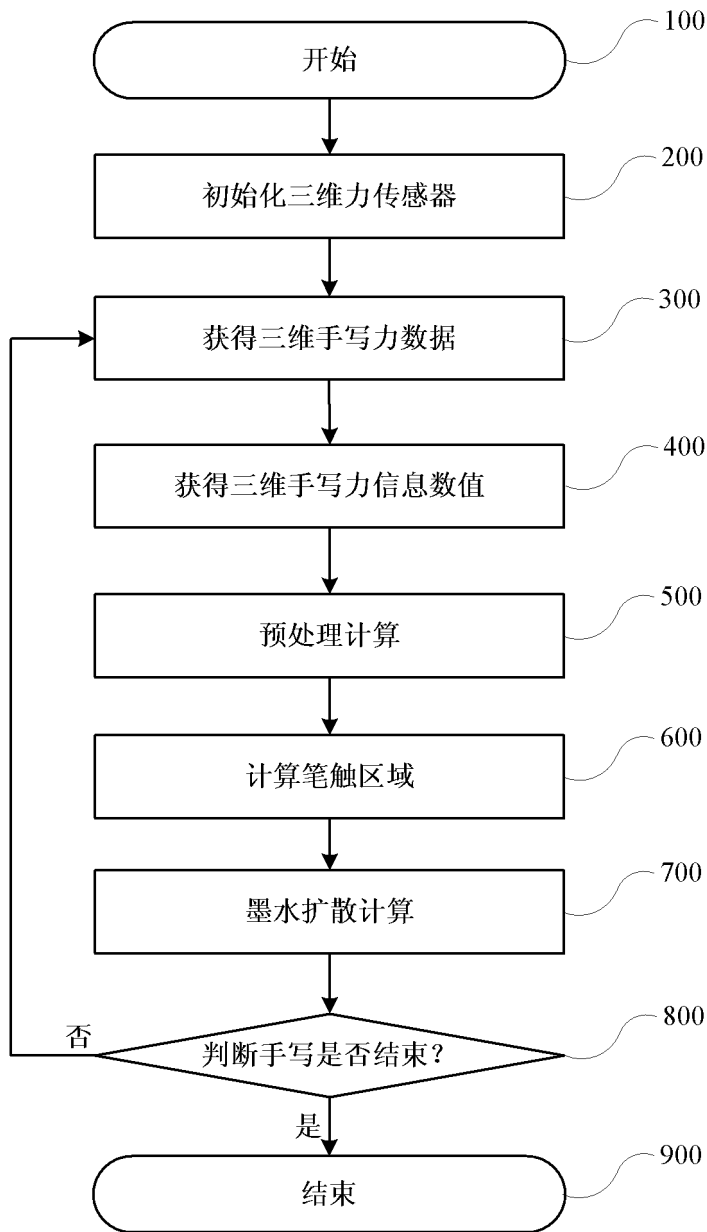 100
开始
200
初始化三维力传感器
300
获得三维手写力数据
400
获得三维手写力信息数值
500
预处理计算
600
计算笔触区域
700
墨水扩散计算
800
否
判断手写是否结束？
是
900
结束